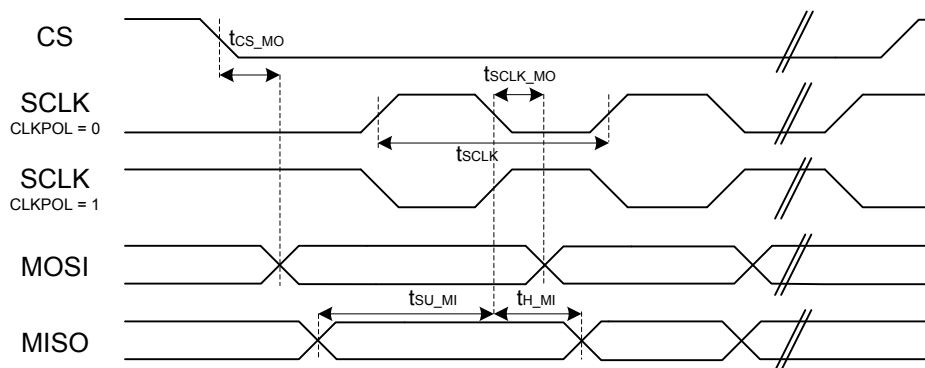 CS
tCS_MO
tSCLK_MO
SCLK
CLKPOL = 0
tSCLK
SCLK
CLKPOL = 1
MOSI
tSU_MI
tH_MI
MISO